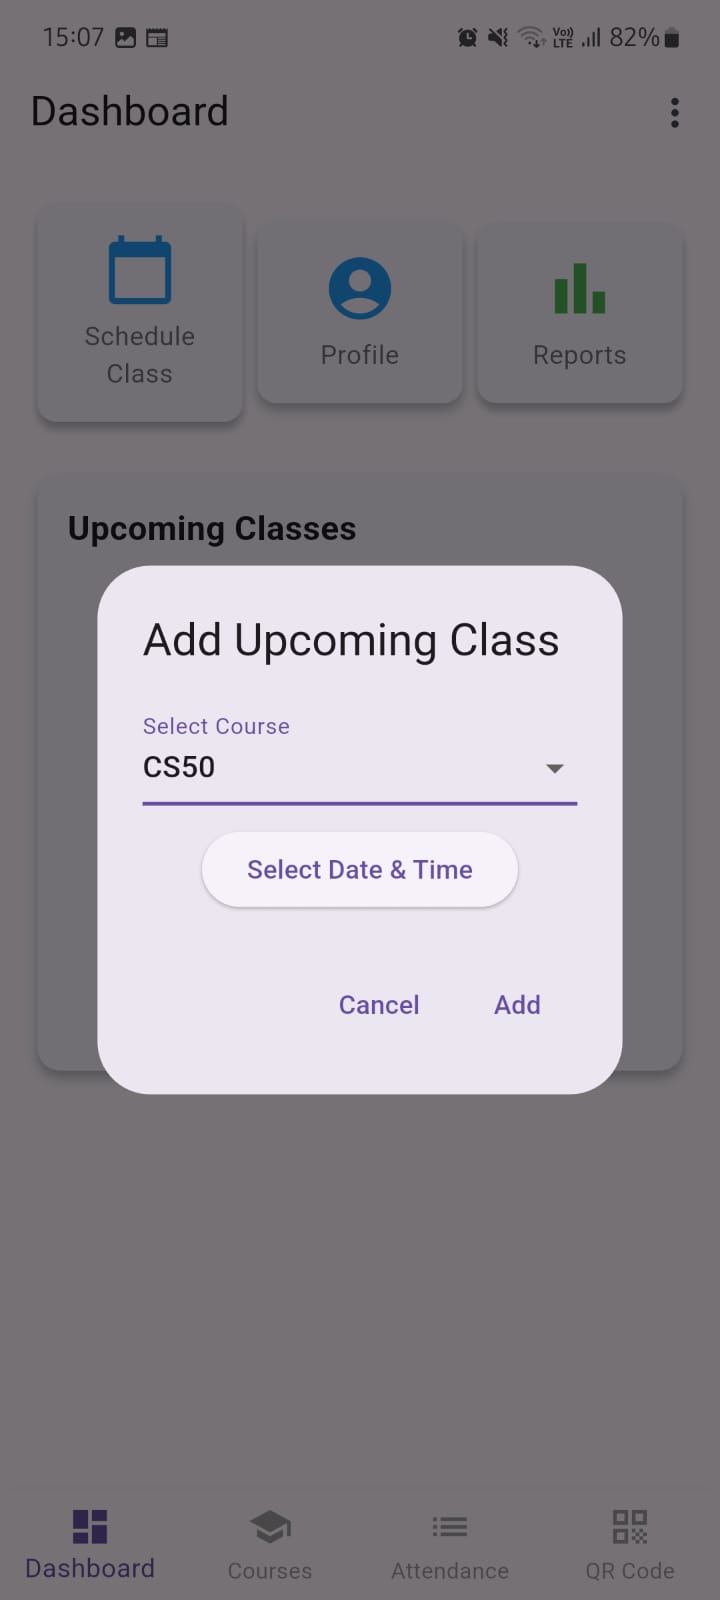 15:07
Vo))
LTE
82%
Dashboard
Schedule
Class
Profile
Reports
Upcoming Classes
Add Upcoming Class
Select Course
CS50
Select Date & Time
Cancel
Add
Dashboard
Courses
Attendance
QR Code